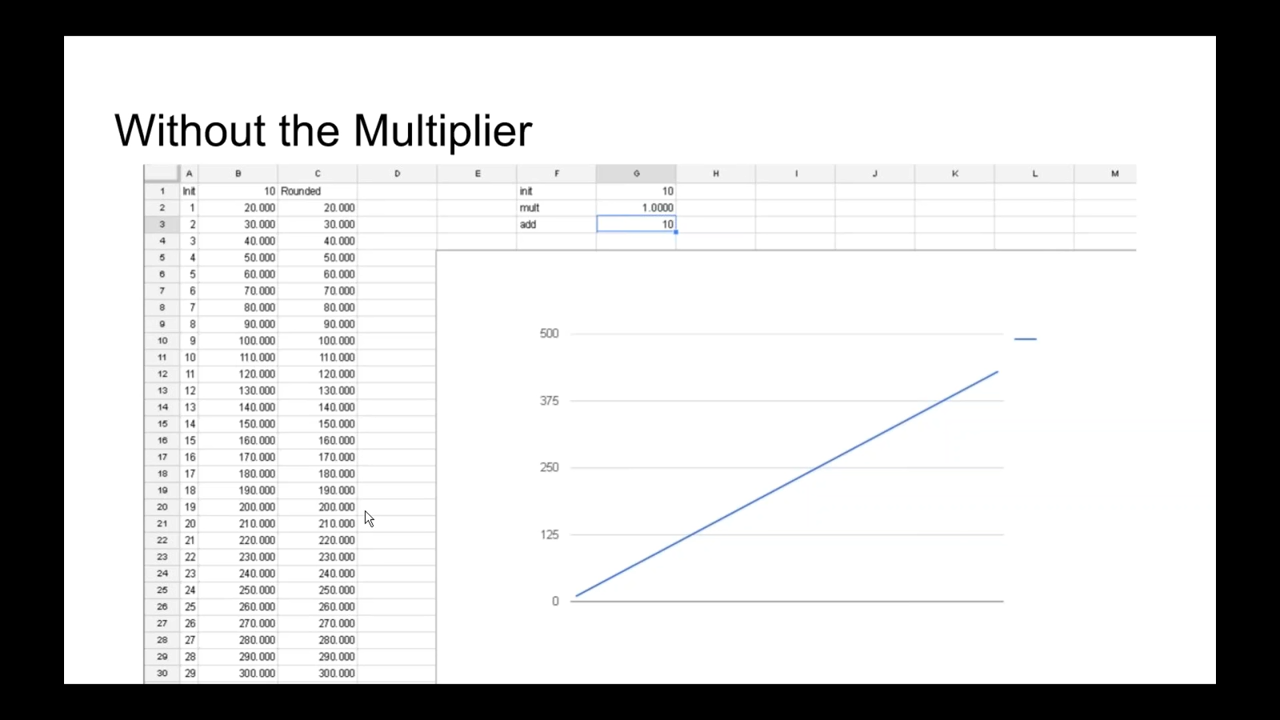 Without the Multiplier
A B C D E F G H I J K L M
1 Init 10 Rounded init 10
2 1 20.000 20.000 mult 1.0000
3 2 30.000 30.000 add 10
4 3 40.000 40.000
5 4 50.000 50.000
6 5 60.000 60.000
7 6 70.000 70.000
8 7 80.000 80.000
9 8 90.000 90.000
10 9 100.000 100.000
11 10 110.000 110.000
12 11 120.000 120.000
13 12 130.000 130.000
14 13 140.000 140.000
15 14 150.000 150.000
16 15 160.000 160.000
17 16 170.000 170.000
18 17 180.000 180.000
19 18 190.000 190.000
20 19 200.000 200.000
21 20 210.000 210.000
22 21 220.000 220.000
23 22 230.000 230.000
24 23 240.000 240.000
25 24 250.000 250.000
26 25 260.000 260.000
27 26 270.000 270.000
28 27 280.000 280.000
29 28 290.000 290.000
30 29 300.000 300.000
500
375
250
125
0